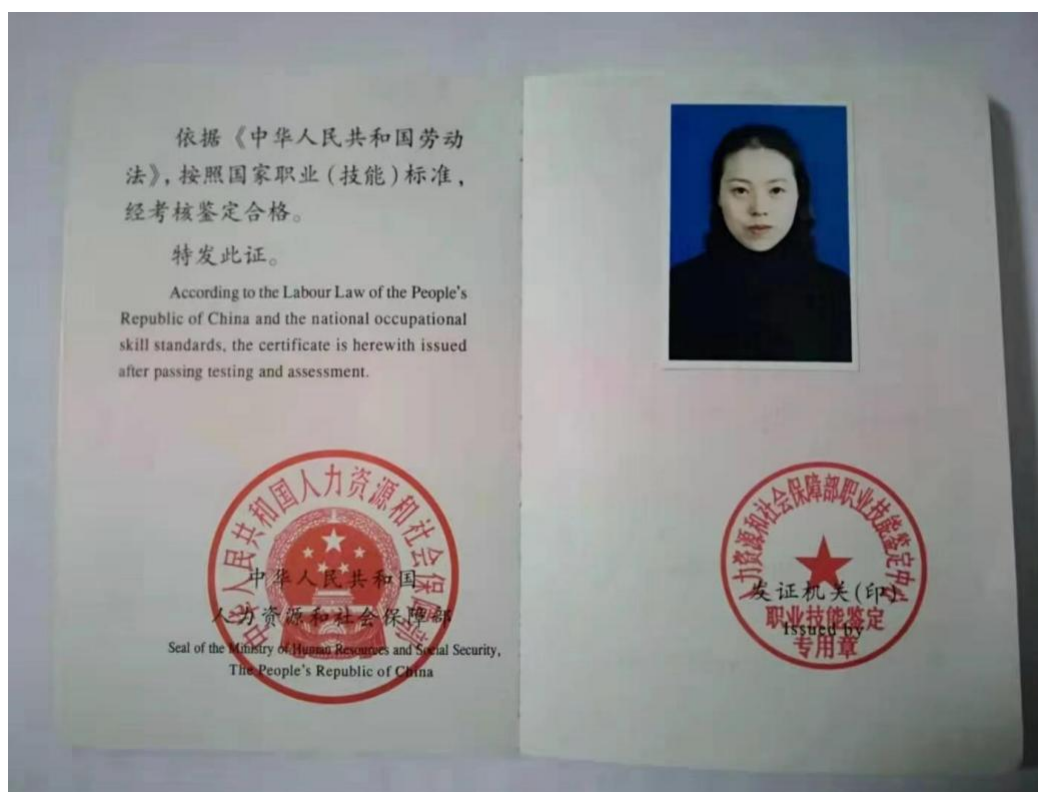 依据《中华人民共和国劳动
法》，按照国家职业（技能）标准，
经考核鉴定合格。
特发此证。
According to the Labour Law of the People's
Republic of China and the national occupational
skill standards, the certificate is herewith issued
after passing testing and assessment.
中华人民共和国人力资源和社会保障部
中华人民共和国
人力资源和社会保障部
Seal of the Ministry of Human Resources and Social Security,
The People's Republic of China
人力资源和社会保障部职业技能鉴定中心
发证机关(印)
职业技能鉴定
Issued by
专用章